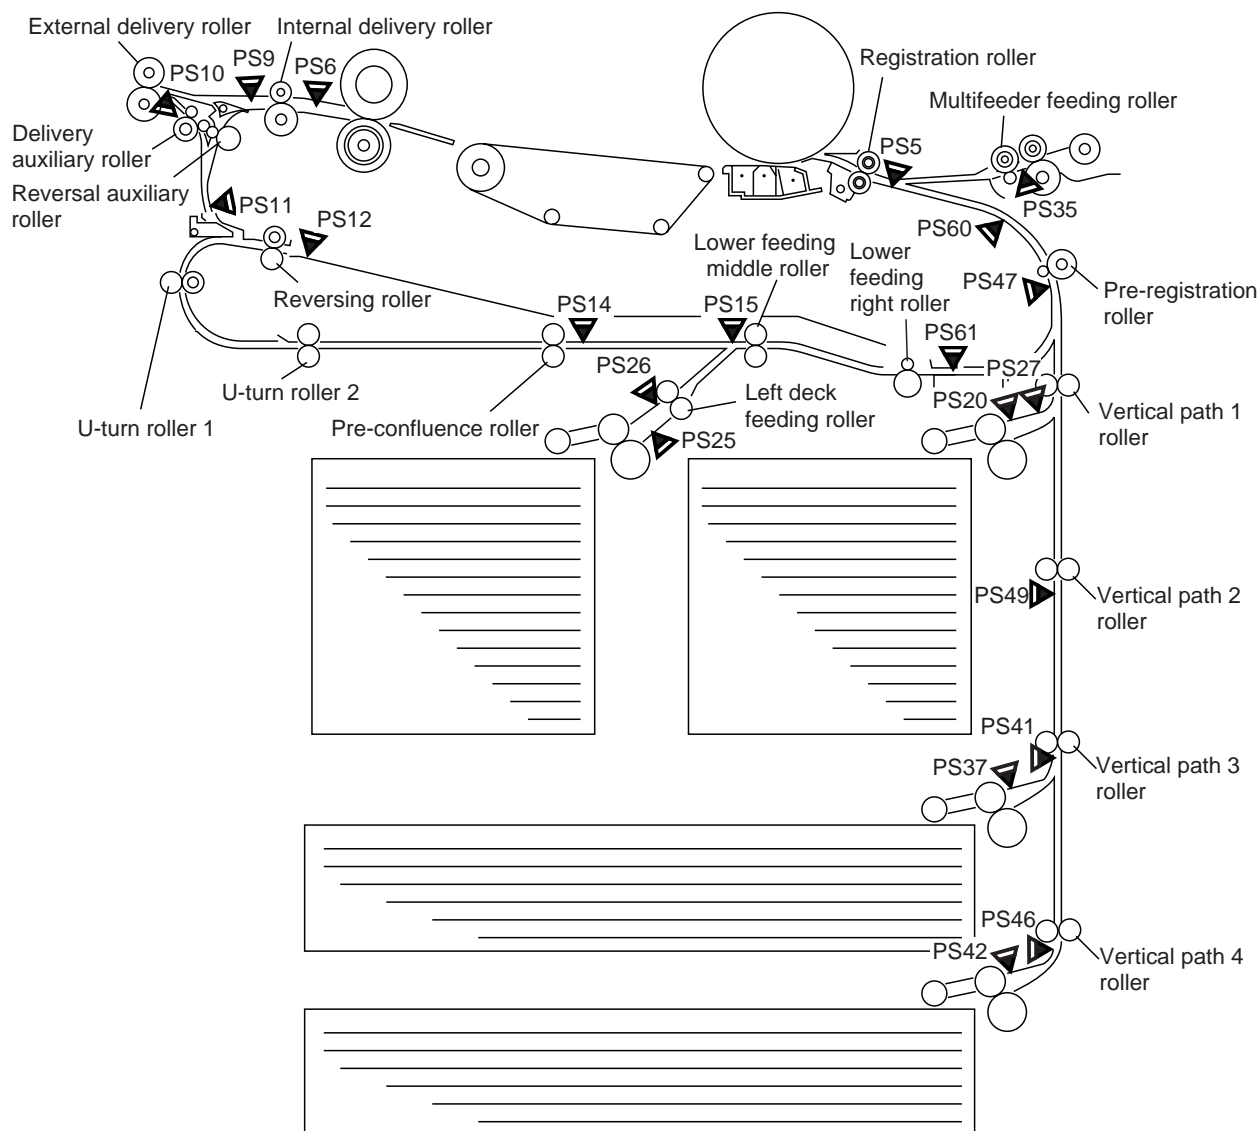 External delivery roller
Internal delivery roller
PS10
PS9
PS6
Registration roller
Multifeeder feeding roller
Delivery
auxiliary roller
Reversal auxiliary
roller
PS5
PS35
PS11
PS12
PS60
Lower feeding
middle roller
Lower
feeding
right roller
PS47
Pre-registration
roller
Reversing roller
PS14
PS15
PS61
PS26
PS27
PS20
U-turn roller 2
U-turn roller 1
Pre-confluence roller
Left deck
feeding roller
PS25
Vertical path 1
roller
PS49
Vertical path 2
roller
PS41
PS37
Vertical path 3
roller
PS46
PS42
Vertical path 4
roller